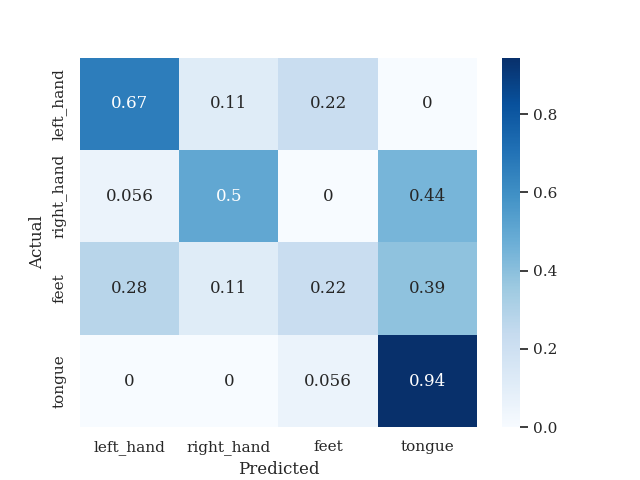 left_hand 0.67 0.11 0.22 0
right_hand 0.056 0.5 0 0.44
feet 0.28 0.11 0.22 0.39
tongue 0 0 0.056 0.94
left_hand right_hand feet tongue
Predicted
Actual
0.8
0.6
0.4
0.2
0.0